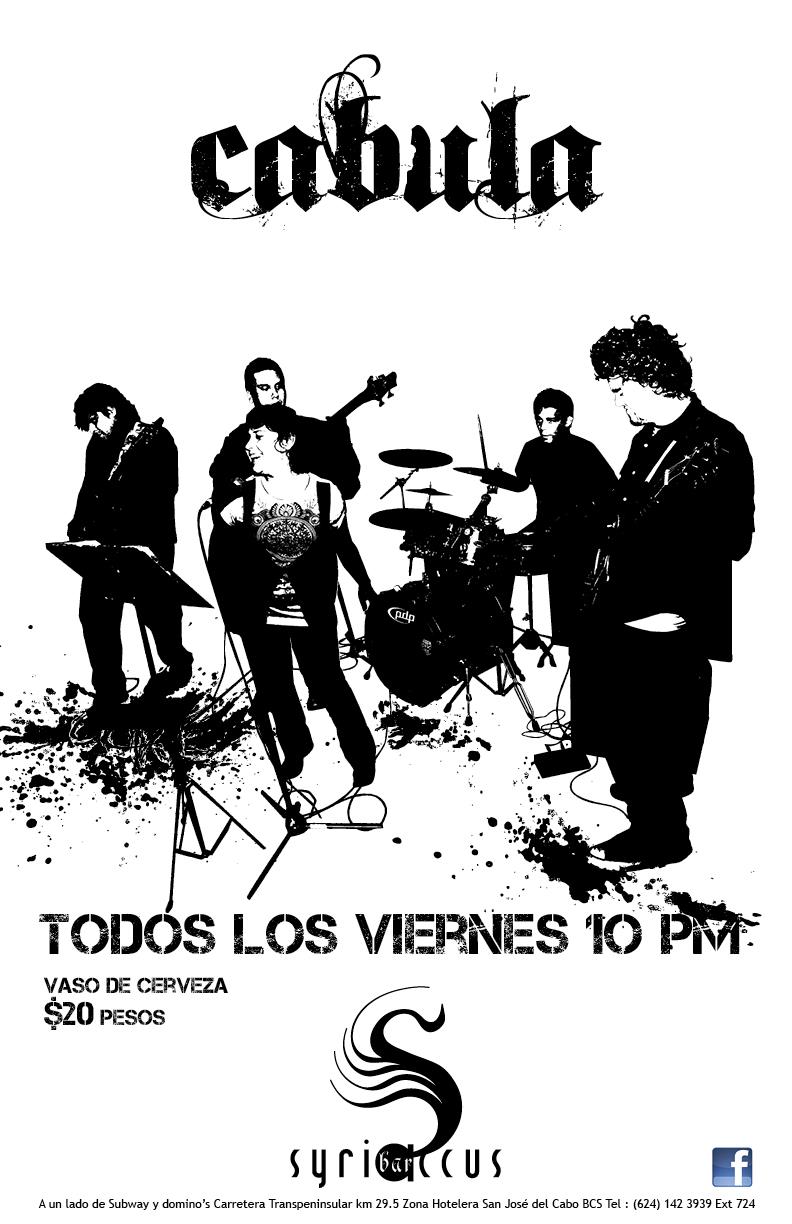 cabula
pdp
TODOS LOS VIERNES 10 PM
VASO DE CERVEZA
$20 PESOS
S
syriaccus
bar
f
A un lado de Subway y domino's Carretera Transpeninsular km 29.5 Zona Hotelera San José del Cabo BCS Tel : (624) 142 3939 Ext 724